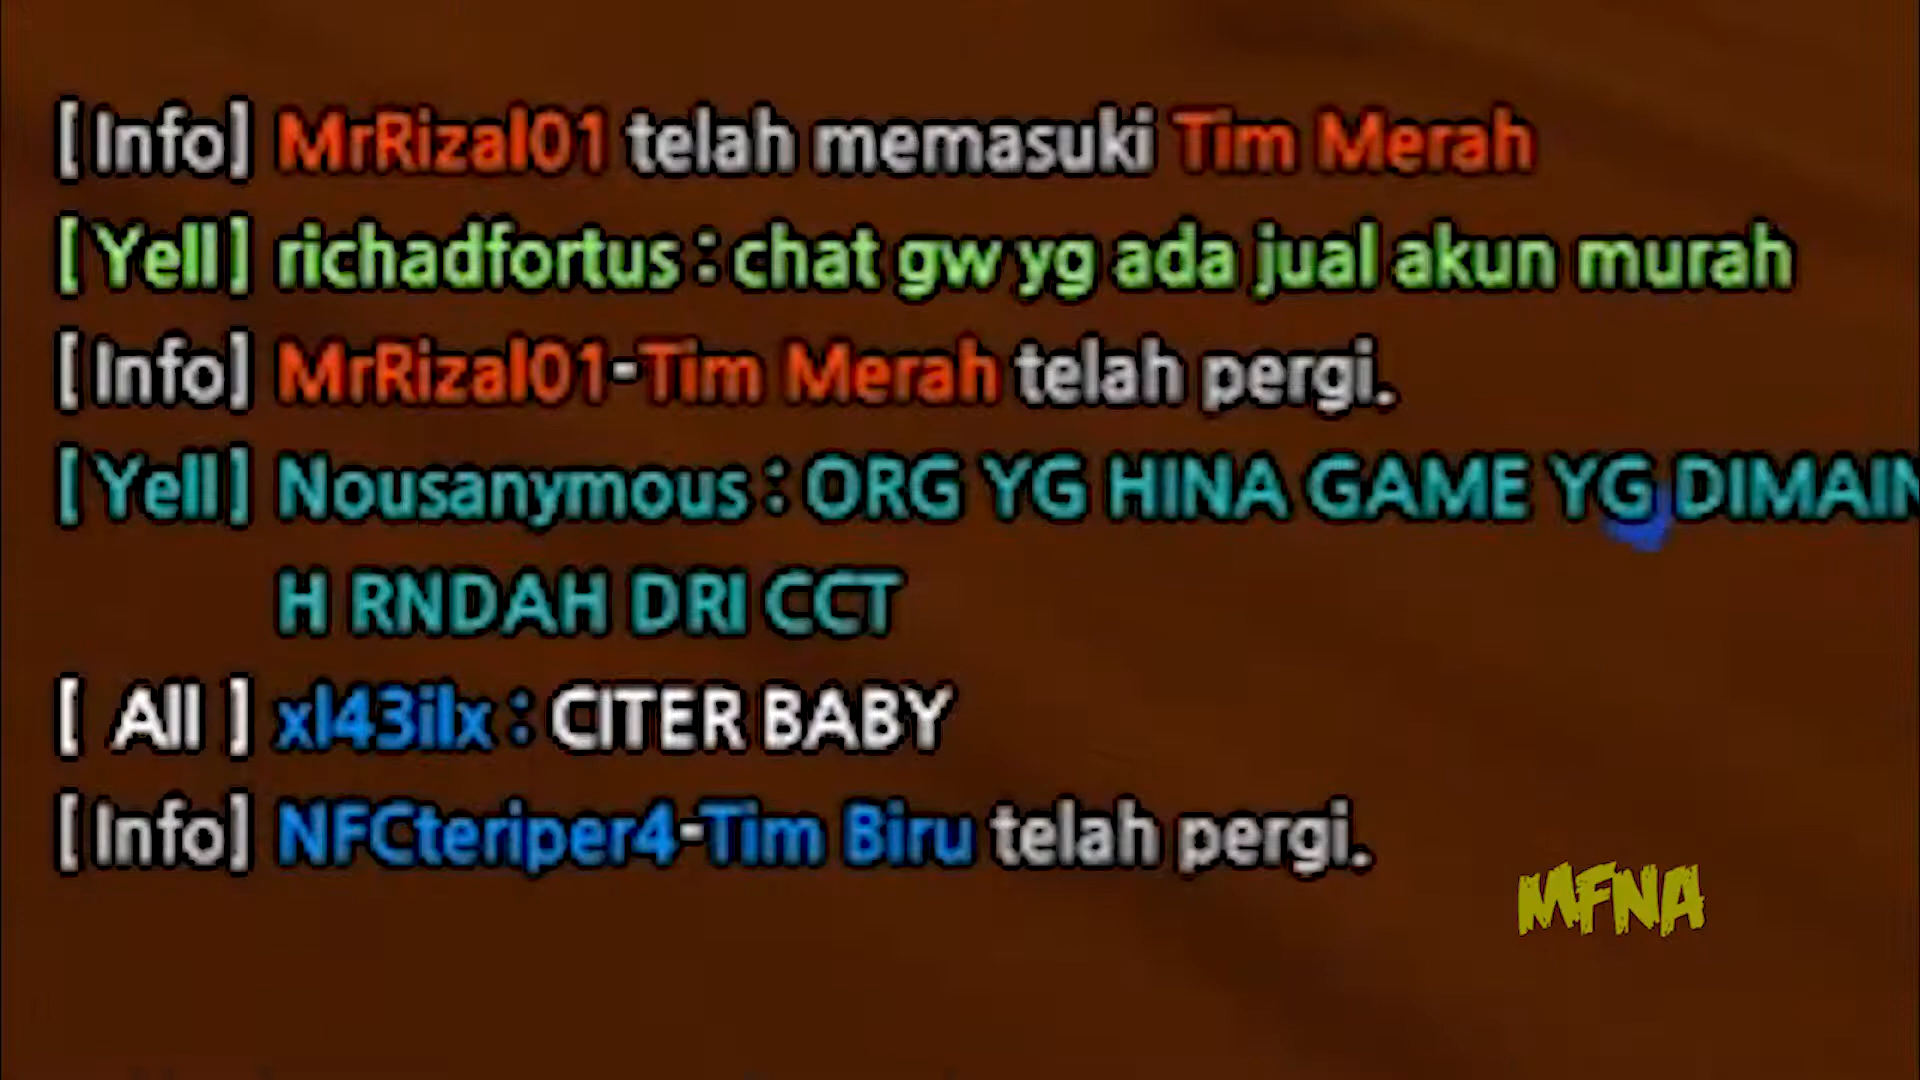 [Info] MrRizal01 telah memasuki Tim Merah
[Yell] richadfortus : chat gw yg ada jual akun murah
[Info] MrRizal01-Tim Merah telah pergi.
[Yell] Nousanymous : ORG YG HINA GAME YG DIMAIN
H RNDAH DRI CCT
[ All ] xl43ilx : CITER BABY
[Info] NFCteriper4-Tim Biru telah pergi.
MFNA